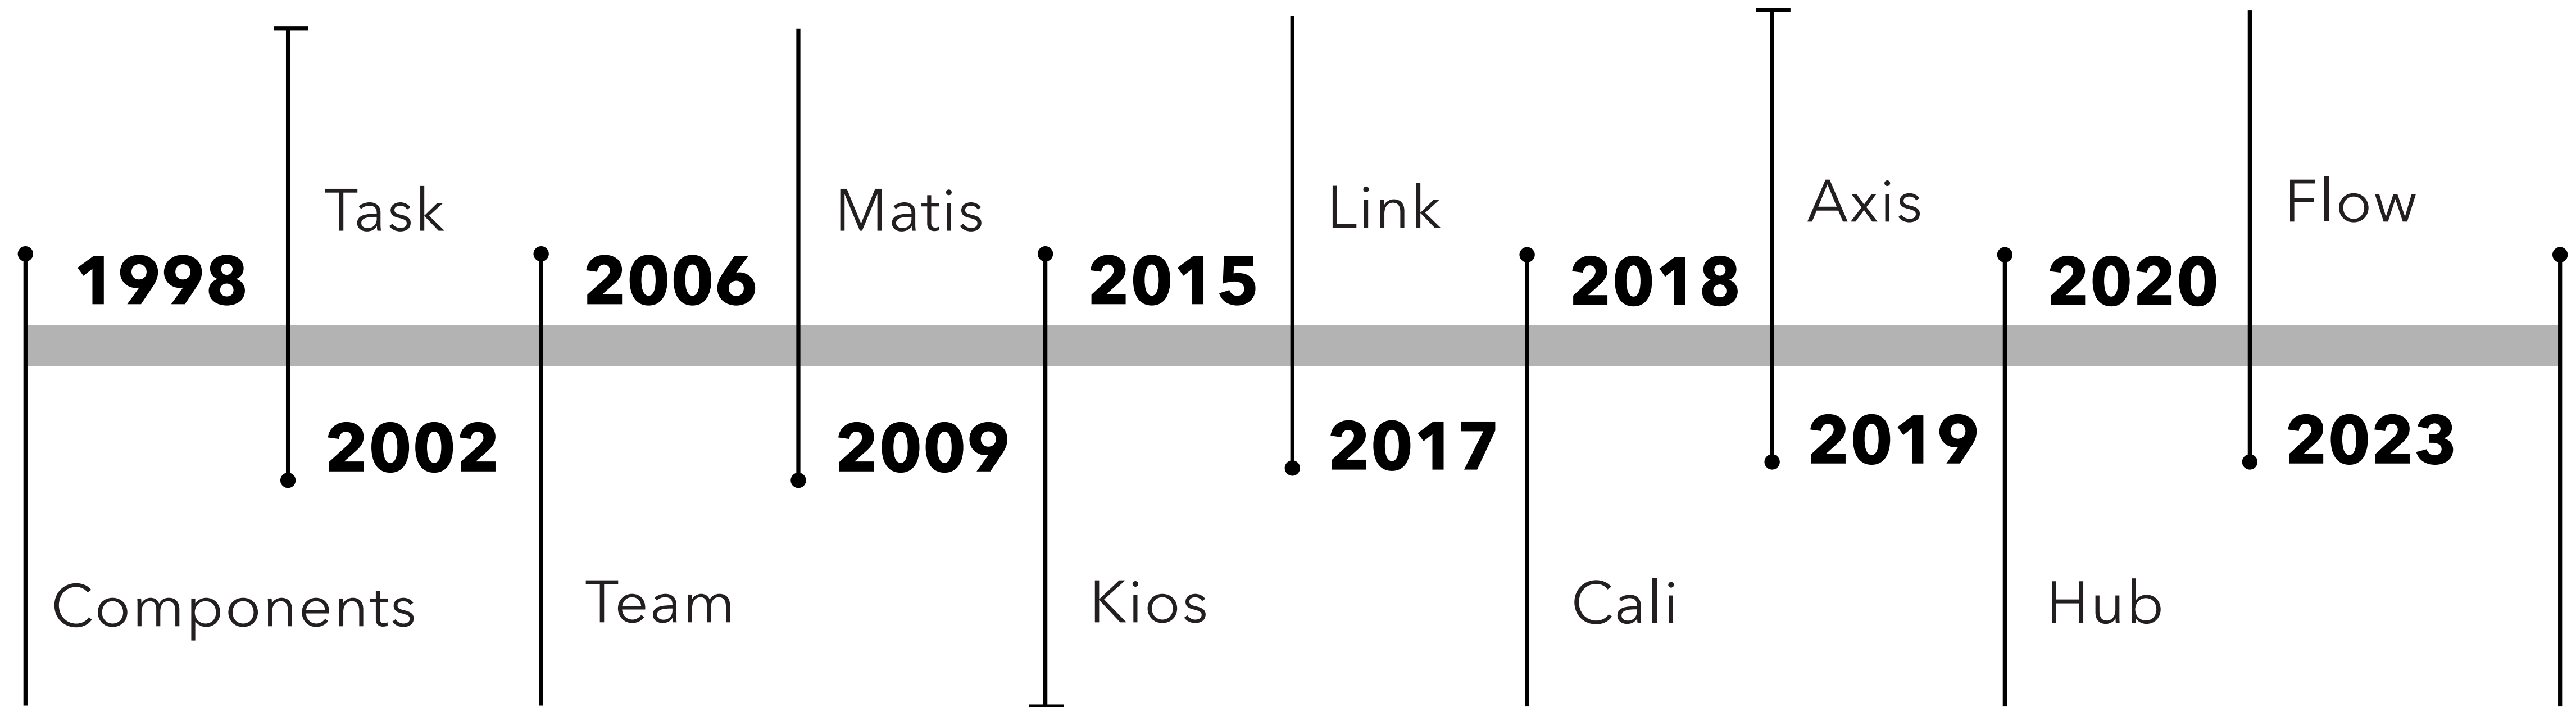 1998
Components
Task
2002
2006
Team
Matis
2009
2015
Kios
Link
2017
2018
Cali
Axis
2019
2020
Hub
Flow
2023